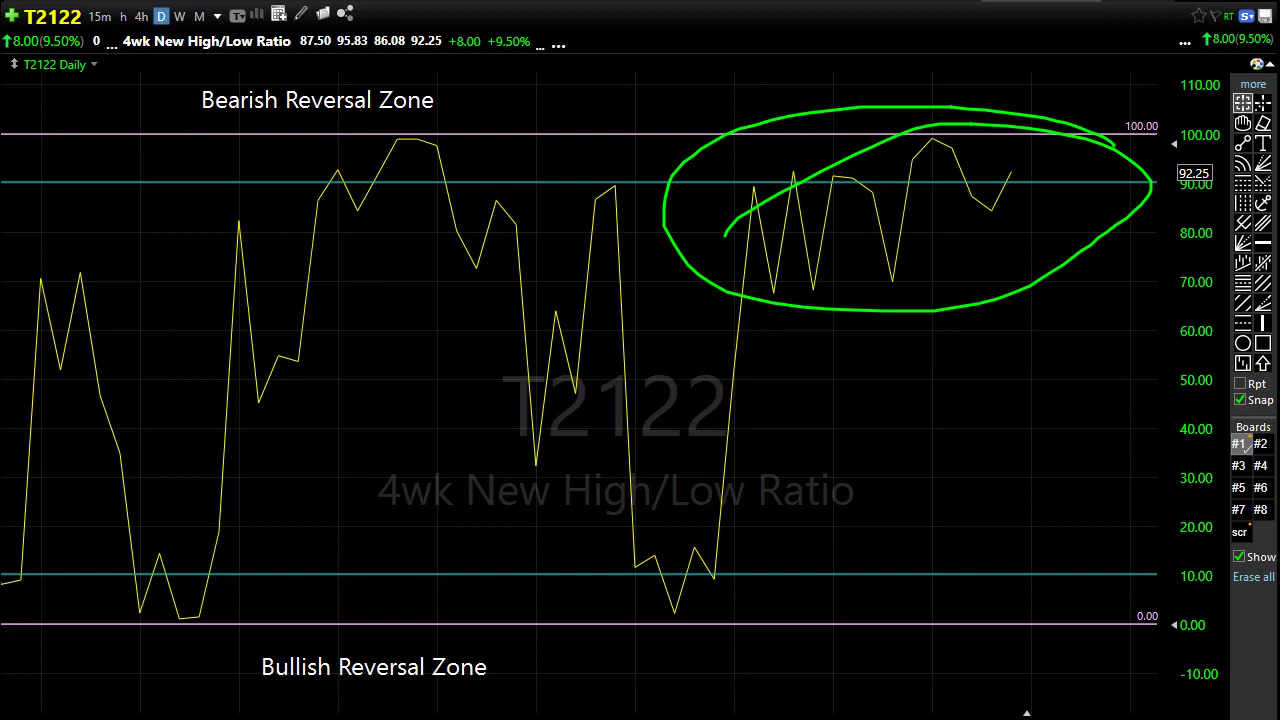 T2122 15m h 4h D W M
RT
8.00(9.50%) 0 ... 4wk New High/Low Ratio 87.50 95.83 86.08 92.25 +8.00 +9.50% ... ...
... 8.00(9.50%)
T2122 Daily
more
Bearish Reversal Zone
110.00
100.00
100.00
92.25
90.00
80.00
70.00
60.00
50.00
40.00
30.00
20.00
10.00
0.00
0.00
-10.00
T2122
4wk New High/Low Ratio
Bullish Reversal Zone
Rpt
Snap
Boards
#1 #2
#3 #4
#5 #6
#7 #8
scr
Show
Erase all